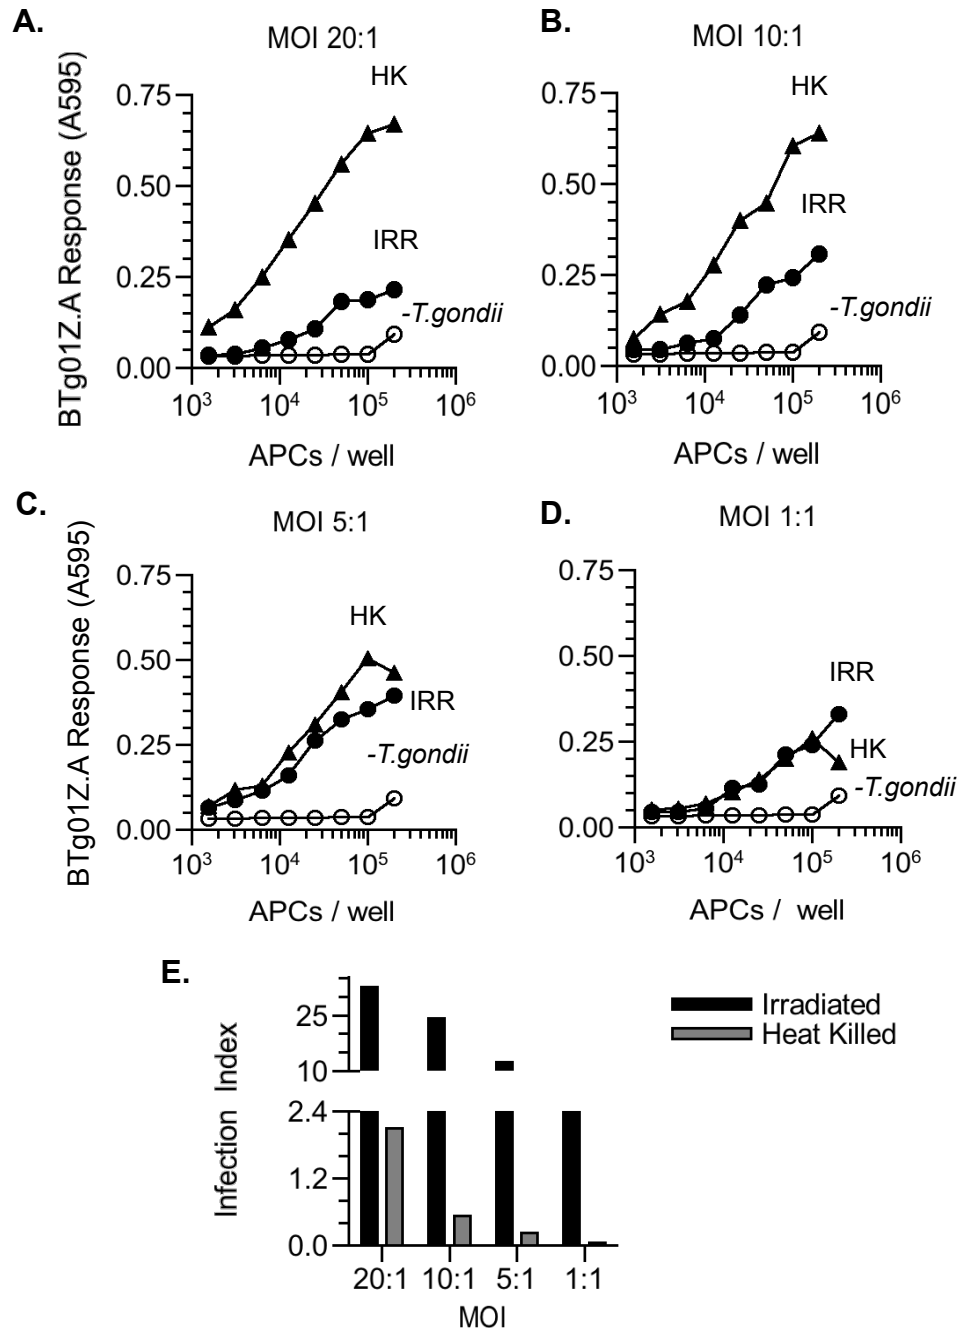 A.
MOI 20:1
BTg01Z.A Response (A595)
0.75
0.50
0.25
0.00
HK
IRR
-T.gondii
10³ 10⁴ 10⁵ 10⁶
APCs / well
B.
MOI 10:1
0.75
0.50
0.25
0.00
HK
IRR
-T.gondii
10³ 10⁴ 10⁵ 10⁶
APCs / well
C.
MOI 5:1
BTg01Z.A Response (A595)
0.75
0.50
0.25
0.00
HK
IRR
-T.gondii
10³ 10⁴ 10⁵ 10⁶
APCs / well
D.
MOI 1:1
0.75
0.50
0.25
0.00
IRR
HK
-T.gondii
10³ 10⁴ 10⁵ 10⁶
APCs / well
E.
Infection Index
25
10
2.4
1.2
0.0
20:1 10:1 5:1 1:1
MOI
Irradiated
Heat Killed